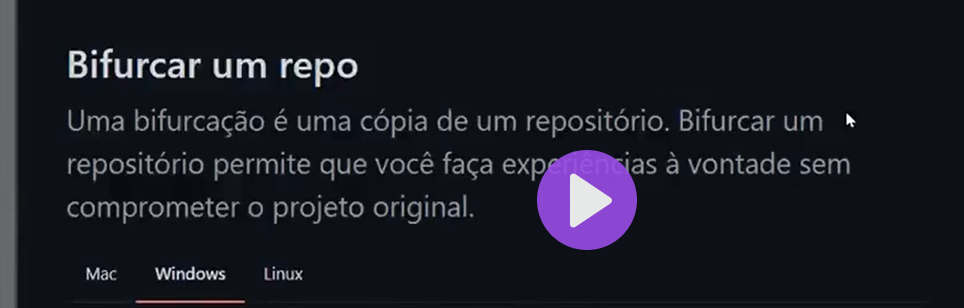 Bifurcar um repo
Uma bifurcação é uma cópia de um repositório. Bifurcar um
repositório permite que você faça experiências à vontade sem
comprometer o projeto original.
Mac Windows Linux